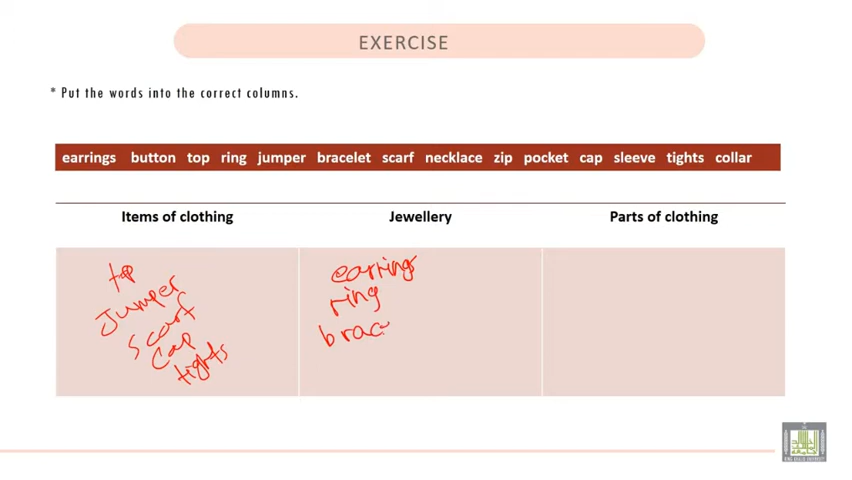 EXERCISE
* Put the words into the correct columns.
earrings button top ring jumper bracelet scarf necklace zip pocket cap sleeve tights collar
Items of clothing Jewellery Parts of clothing
top
Jumper
scarf
Cap
tights
earrings
ring
brac